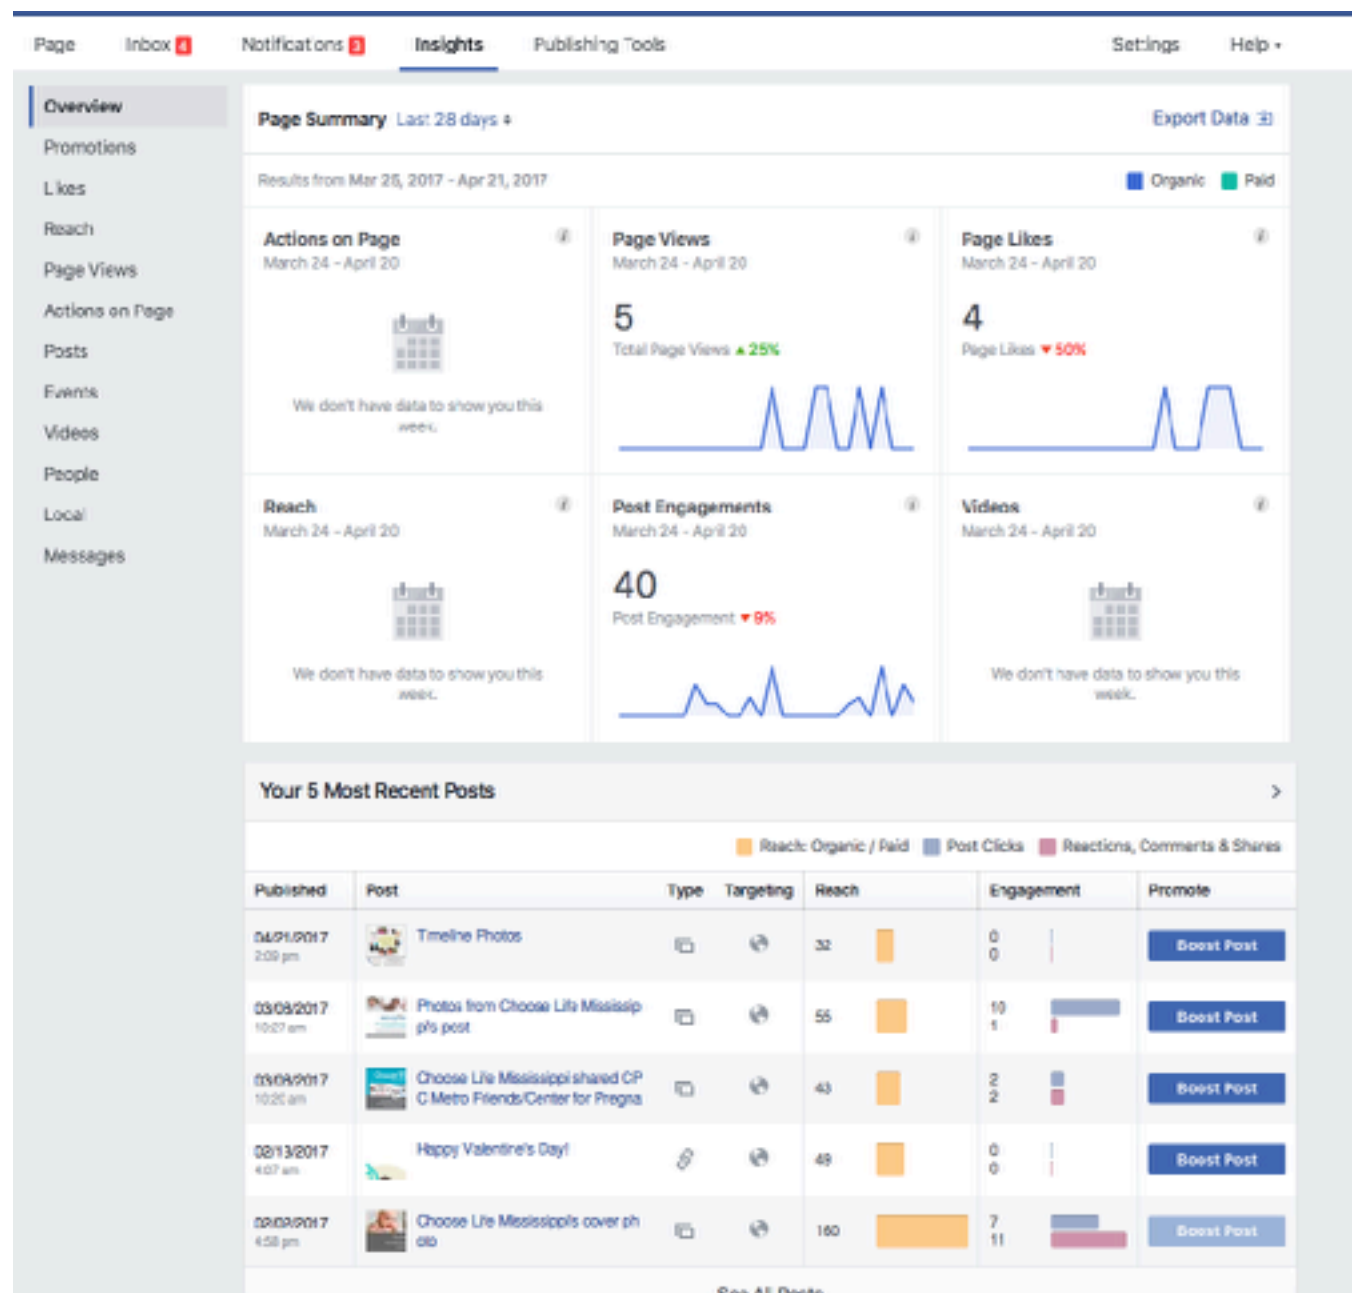 Page Inbox 4 Notifications 3 Insights Publishing Tools Settings Help
Overview
Promotions
Likes
Reach
Page Views
Actions on Page
Posts
Events
Videos
People
Local
Messages
Page Summary Last 28 days
Export Data
Results from Mar 25, 2017 - Apr 21, 2017
Organic Paid
Actions on Page
March 24 - April 20
We don't have data to show you this
week.
Page Views
March 24 - April 20
5
Total Page Views ▲ 25%
Page Likes
March 24 - April 20
4
Page Likes ▼ 50%
Reach
March 24 - April 20
We don't have data to show you this
week.
Post Engagements
March 24 - April 20
40
Post Engagement ▼ 9%
Videos
March 24 - April 20
We don't have data to show you this
week.
Your 5 Most Recent Posts
Reach: Organic / Paid Post Clicks Reactions, Comments & Shares
Published Post Type Targeting Reach Engagement Promote
04/21/2017
2:09 pm
Timeline Photos
32
0
0
Boost Post
2017
10:27 am
Photos from Choose Life Mississip
pi's post
55
10
1
Boost Post
2017
10:20 am
Choose Life Mississippi shared CP
C Metro Friends/Center for Pregna
43
2
2
Boost Post
02/13/2017
4:07 am
Happy Valentine's Day!
49
0
0
Boost Post
02/02/2017
4:58 pm
Choose Life Mississippi's cover ph
oto
160
7
11
Boost Post
See All Posts